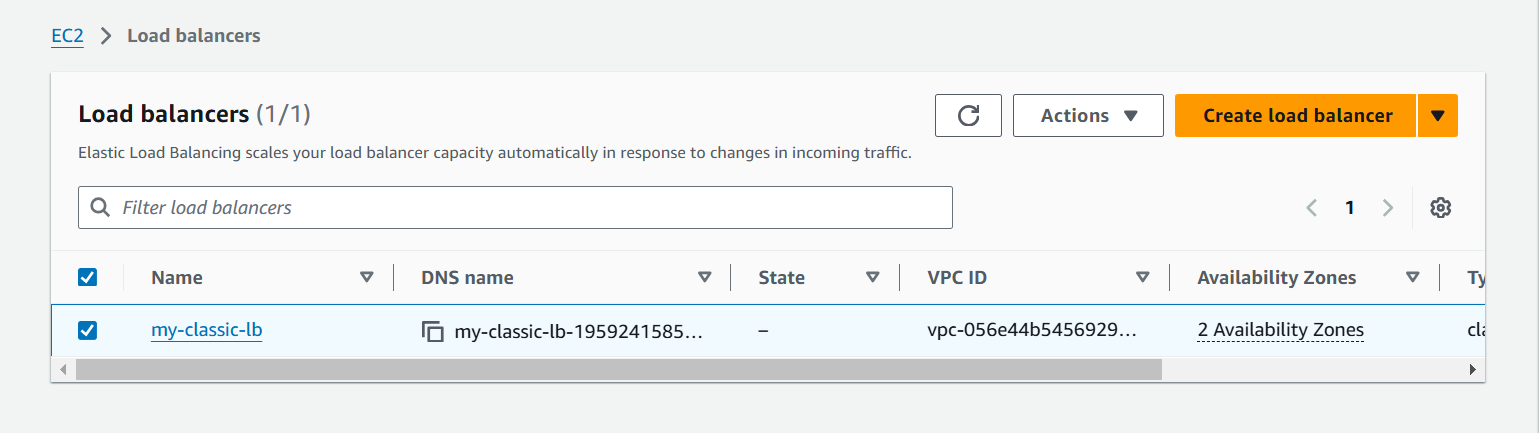 EC2 > Load balancers
Load balancers (1/1)
Actions
Create load balancer
Elastic Load Balancing scales your load balancer capacity automatically in response to changes in incoming traffic.
Filter load balancers
1
Name DNS name State VPC ID Availability Zones Ty
my-classic-lb my-classic-lb-1959241585... – vpc-056e44b5456929... 2 Availability Zones cla